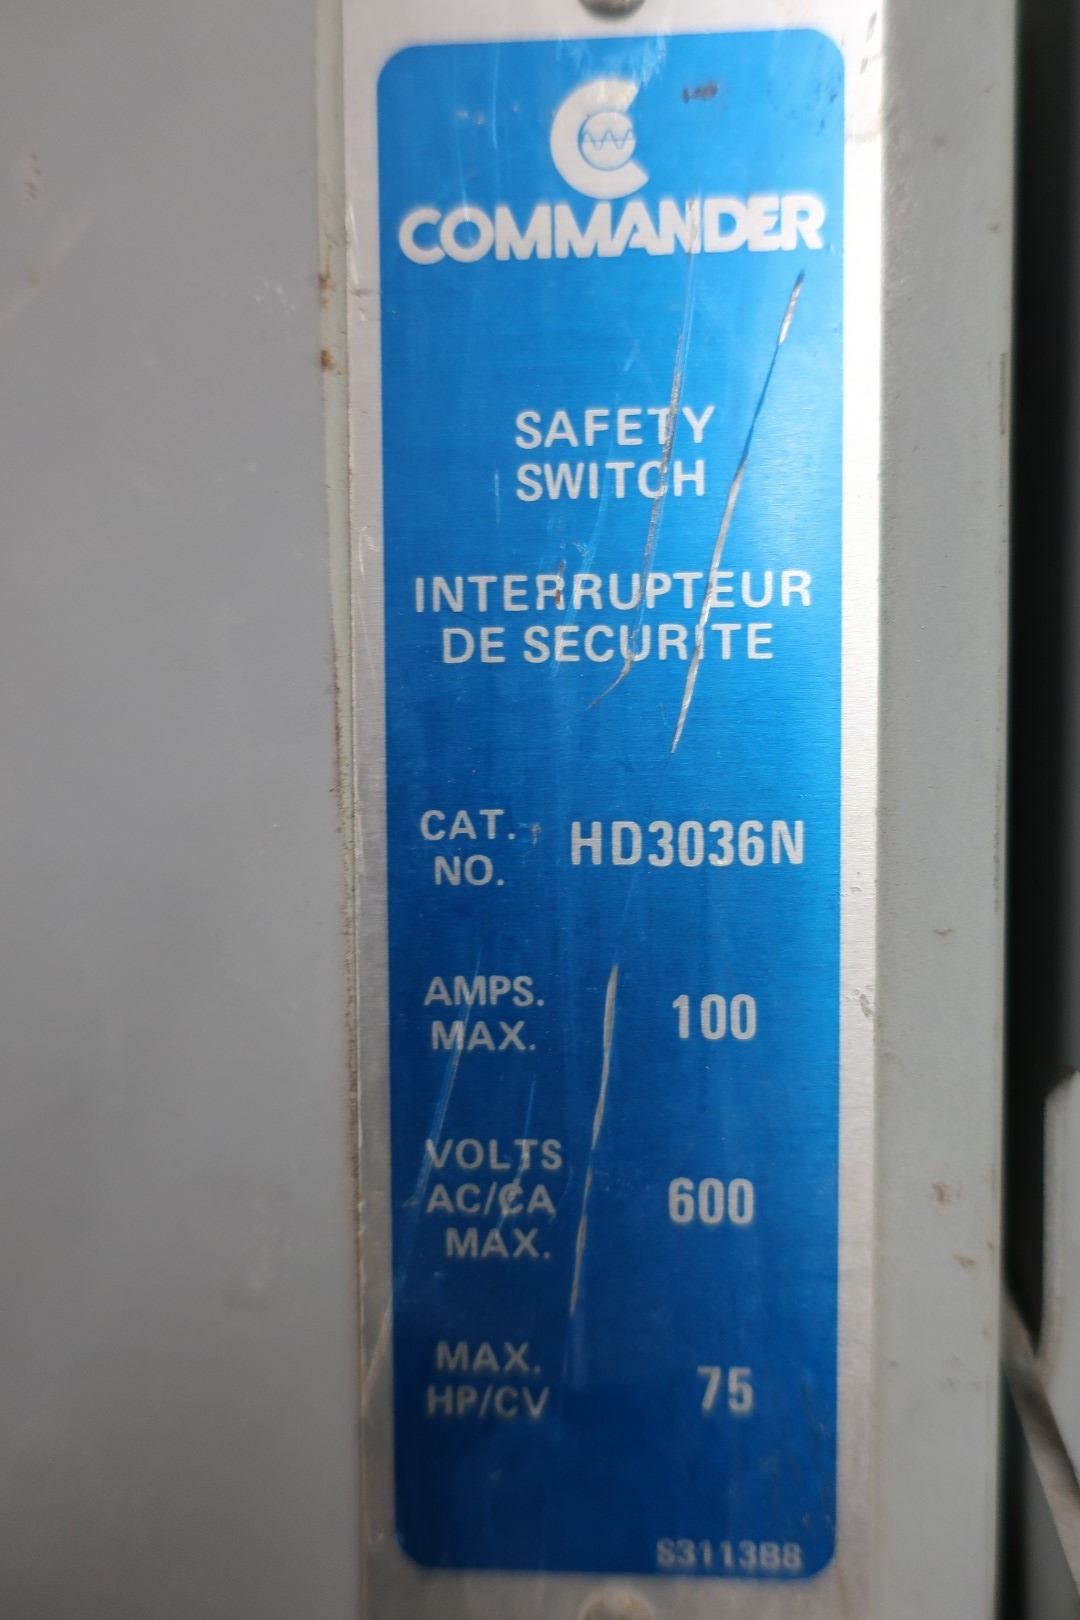 COMMANDER
SAFETY
SWITCH
INTERRUPTEUR
DE SECURITE
CAT. NO. HD3036N
AMPS. MAX. 100
VOLTS AC/CA MAX. 600
MAX. HP/CV 75
S3113B8